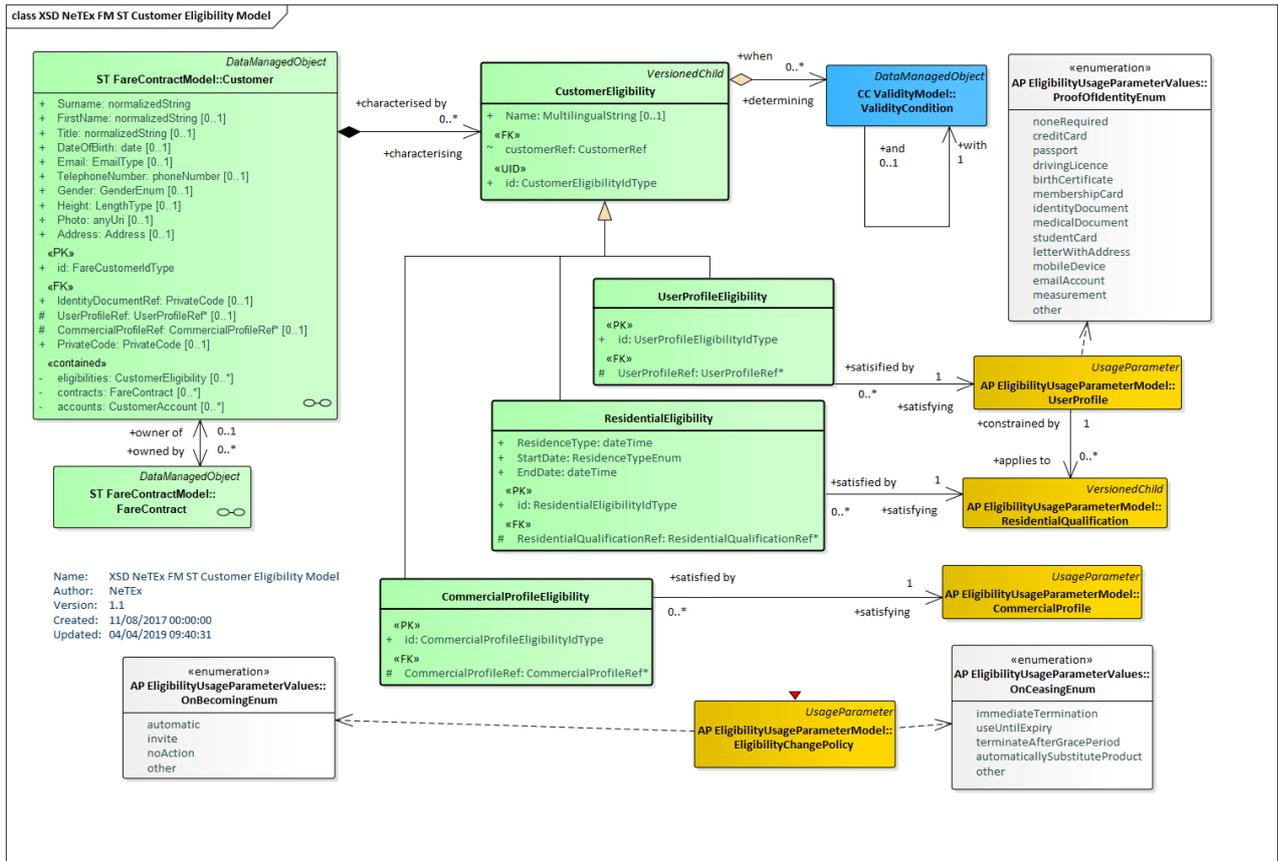 class XSD NeTEx FM ST Customer Eligibility Model
DataManagedObject
ST FareContractModel::Customer
+ Surname: normalizedString
+ FirstName: normalizedString [0..1]
+ Title: normalizedString [0..1]
+ DateOfBirth: date [0..1]
+ Email: EmailType [0..1]
+ TelephoneNumber: phoneNumber [0..1]
+ Gender: GenderEnum [0..1]
+ Height: LengthType [0..1]
+ Photo: anyUri [0..1]
+ Address: Address [0..1]
«PK»
+ id: FareCustomerIdType
«FK»
+ IdentityDocumentRef: PrivateCode [0..1]
# UserProfileRef: UserProfileRef* [0..1]
# CommercialProfileRef: CommercialProfileRef* [0..1]
+ PrivateCode: PrivateCode [0..1]
«contained»
- eligibilities: CustomerEligibility [0..*]
- contracts: FareContract [0..*]
- accounts: CustomerAccount [0..*]
+characterised by
0..*
+characterising
VersionedChild
CustomerEligibility
+ Name: MultilingualString [0..1]
«FK»
~ customerRef: CustomerRef
«UID»
+ id: CustomerEligibilityIdType
+when
0..*
+determining
DataManagedObject
CC ValidityModel::
ValidityCondition
+and
0..1
+with
1
«enumeration»
AP EligibilityUsageParameterValues::
ProofOfIdentityEnum
noneRequired
creditCard
passport
drivingLicence
birthCertificate
membershipCard
identityDocument
medicalDocument
studentCard
letterWithAddress
mobileDevice
emailAccount
measurement
other
UserProfileEligibility
«PK»
+ id: UserProfileEligibilityIdType
«FK»
# UserProfileRef: UserProfileRef*
+satisified by
1
0..*
+satisfying
UsageParameter
AP EligibilityUsageParameterModel::
UserProfile
+constrained by
1
+applies to
0..*
+owner of
0..1
+owned by
0..*
DataManagedObject
ST FareContractModel::
FareContract
ResidentialEligibility
+ ResidenceType: dateTime
+ StartDate: ResidenceTypeEnum
+ EndDate: dateTime
«PK»
+ id: ResidentialEligibilityIdType
«FK»
# ResidentialQualificationRef: ResidentialQualificationRef*
+satisfied by
1
0..*
+satisfying
VersionedChild
AP EligibilityUsageParameterModel::
ResidentialQualification
Name: XSD NeTEx FM ST Customer Eligibility Model
Author: NeTEx
Version: 1.1
Created: 11/08/2017 00:00:00
Updated: 04/04/2019 09:40:31
CommercialProfileEligibility
«PK»
+ id: CommercialProfileEligibilityIdType
«FK»
# CommercialProfileRef: CommercialProfileRef*
+satisfied by
1
0..*
+satisfying
UsageParameter
AP EligibilityUsageParameterModel::
CommercialProfile
«enumeration»
AP EligibilityUsageParameterValues::
OnBecomingEnum
automatic
invite
noAction
other
UsageParameter
AP EligibilityUsageParameterModel::
EligibilityChangePolicy
«enumeration»
AP EligibilityUsageParameterValues::
OnCeasingEnum
immediateTermination
useUntilExpiry
terminateAfterGracePeriod
automaticallySubstituteProduct
other